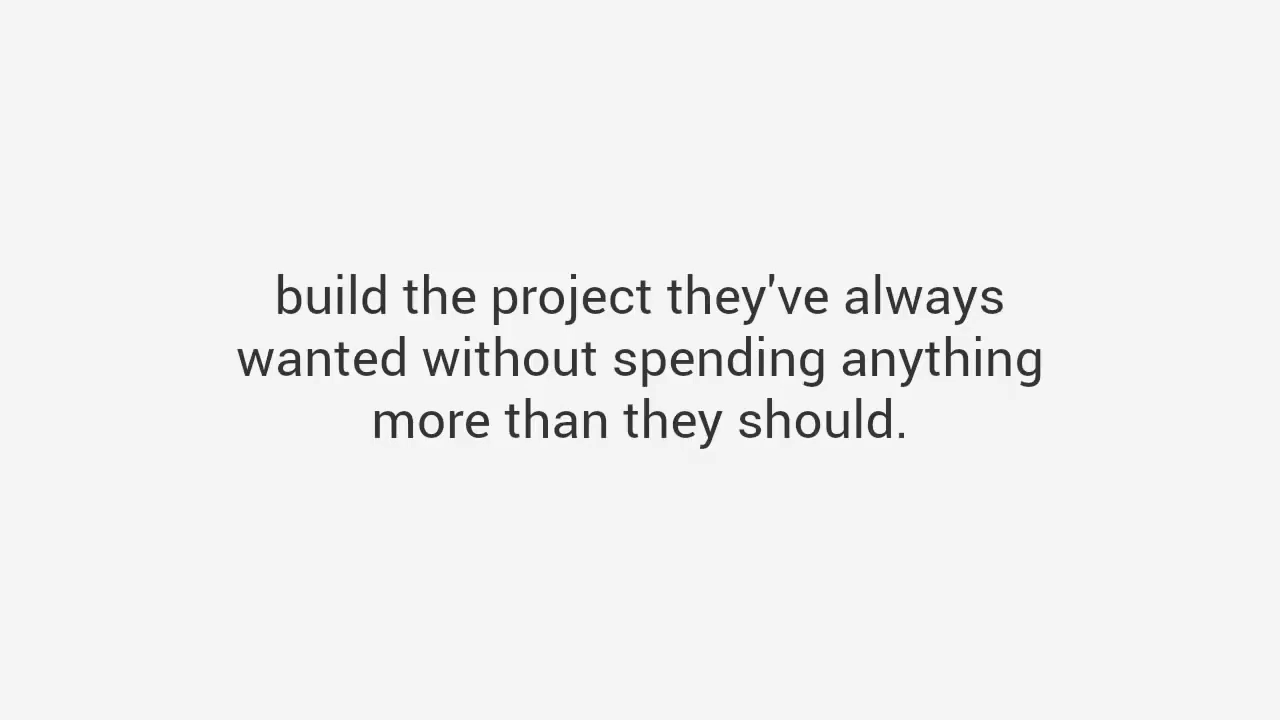 build the project they've always
wanted without spending anything
more than they should.